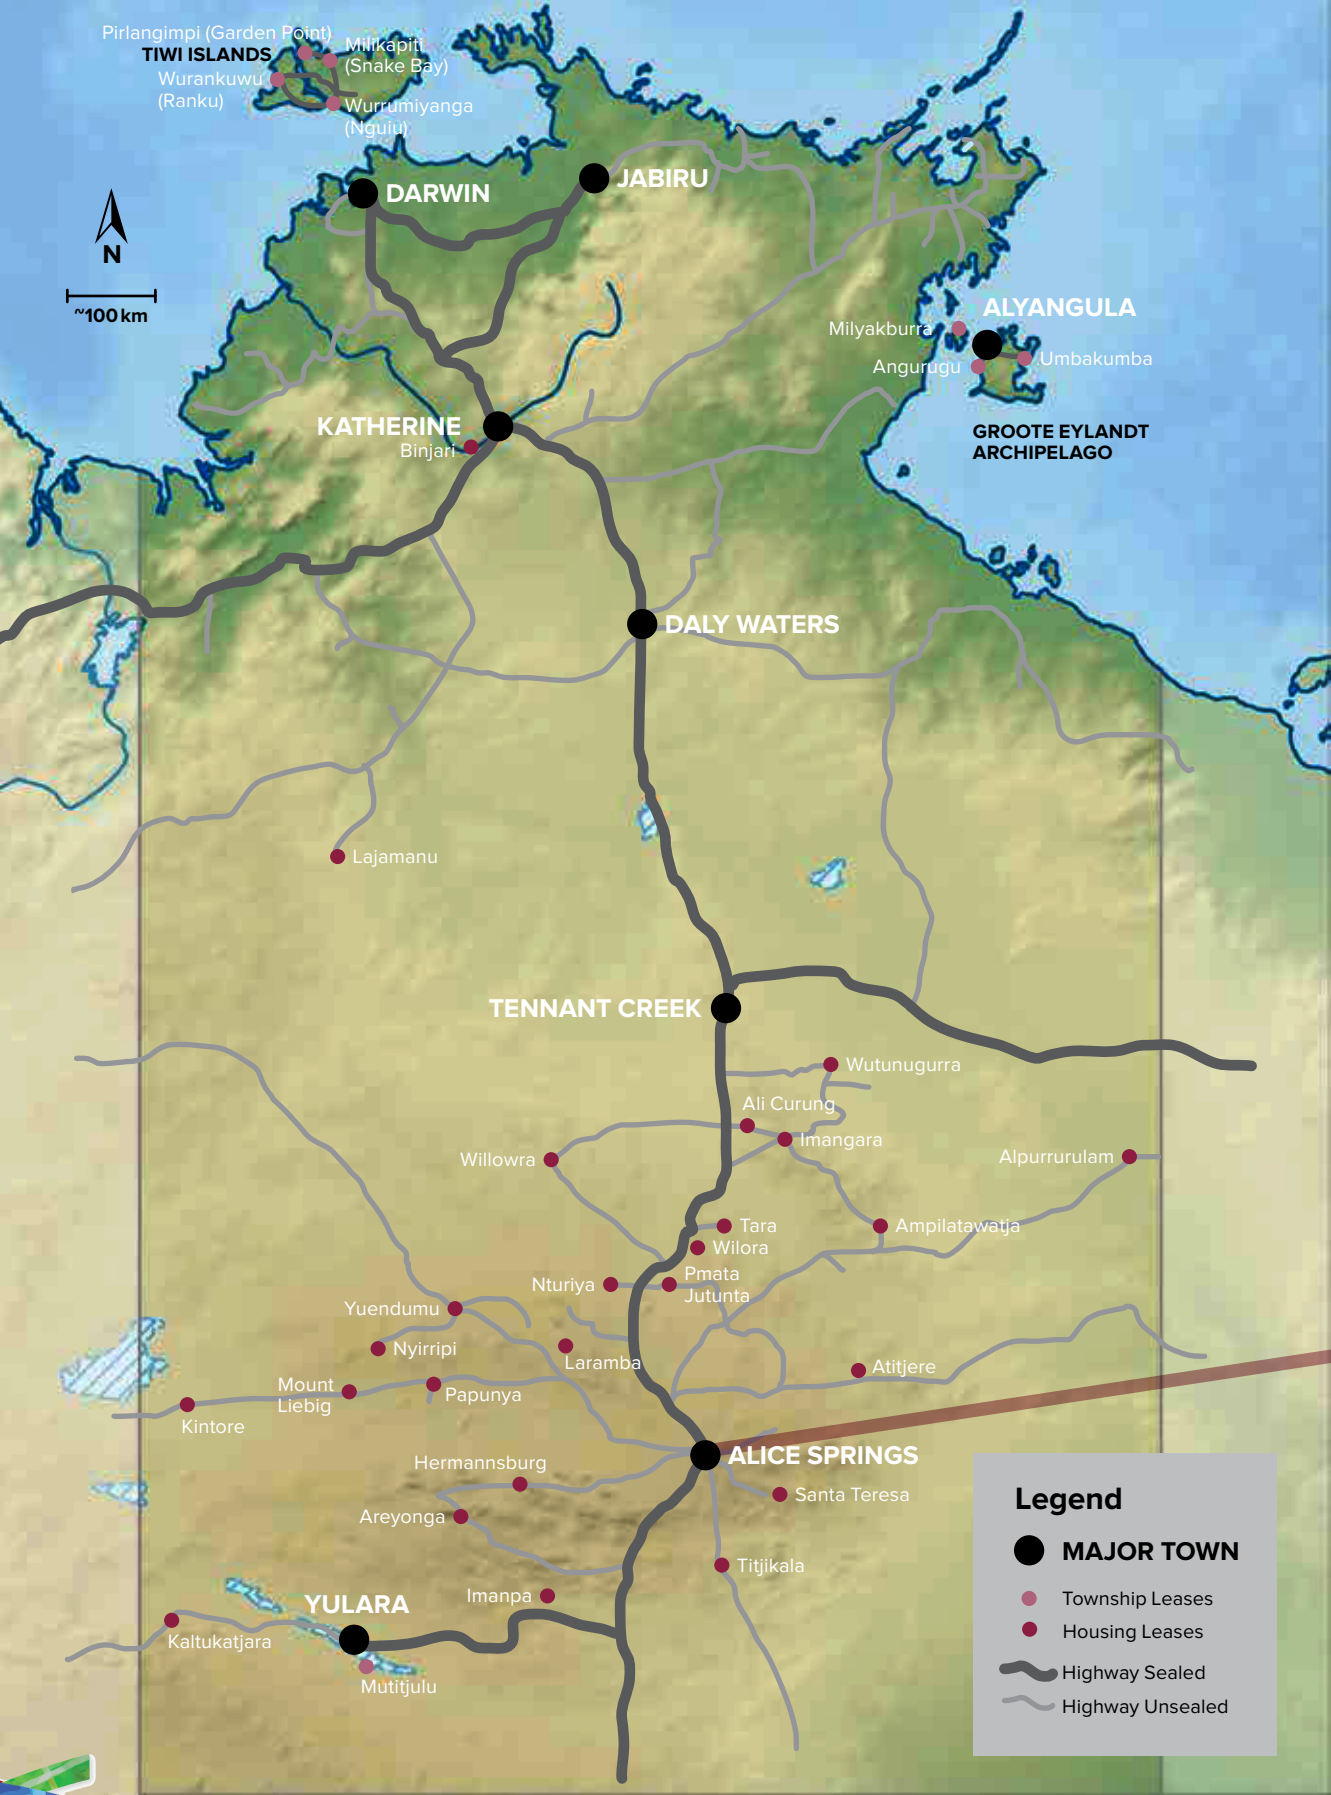 Pirlangimpi (Garden Point)
TIWI ISLANDS
Milikapiti
(Snake Bay)
Wurankuwu
(Ranku)
Wurrumiyanga
(Nguiu)
DARWIN
JABIRU
N
~100 km
ALYANGULA
Milyakburra
Angurugu
Umbakumba
GROOTE EYLANDT
ARCHIPELAGO
KATHERINE
Binjari
DALY WATERS
Lajamanu
TENNANT CREEK
Wutunugurra
Ali Curung
Imangara
Willowra
Alpurrurulam
Tara
Ampilatawatja
Wilora
Nturiya
Pmata
Jutunta
Yuendumu
Nyirripi
Laramba
Atitjere
Mount
Liebig
Papunya
Kintore
ALICE SPRINGS
Hermannsburg
Santa Teresa
Areyonga
Titjikala
Imanpa
YULARA
Kaltukatjara
Mutitjulu
Legend
MAJOR TOWN
Township Leases
Housing Leases
Highway Sealed
Highway Unsealed